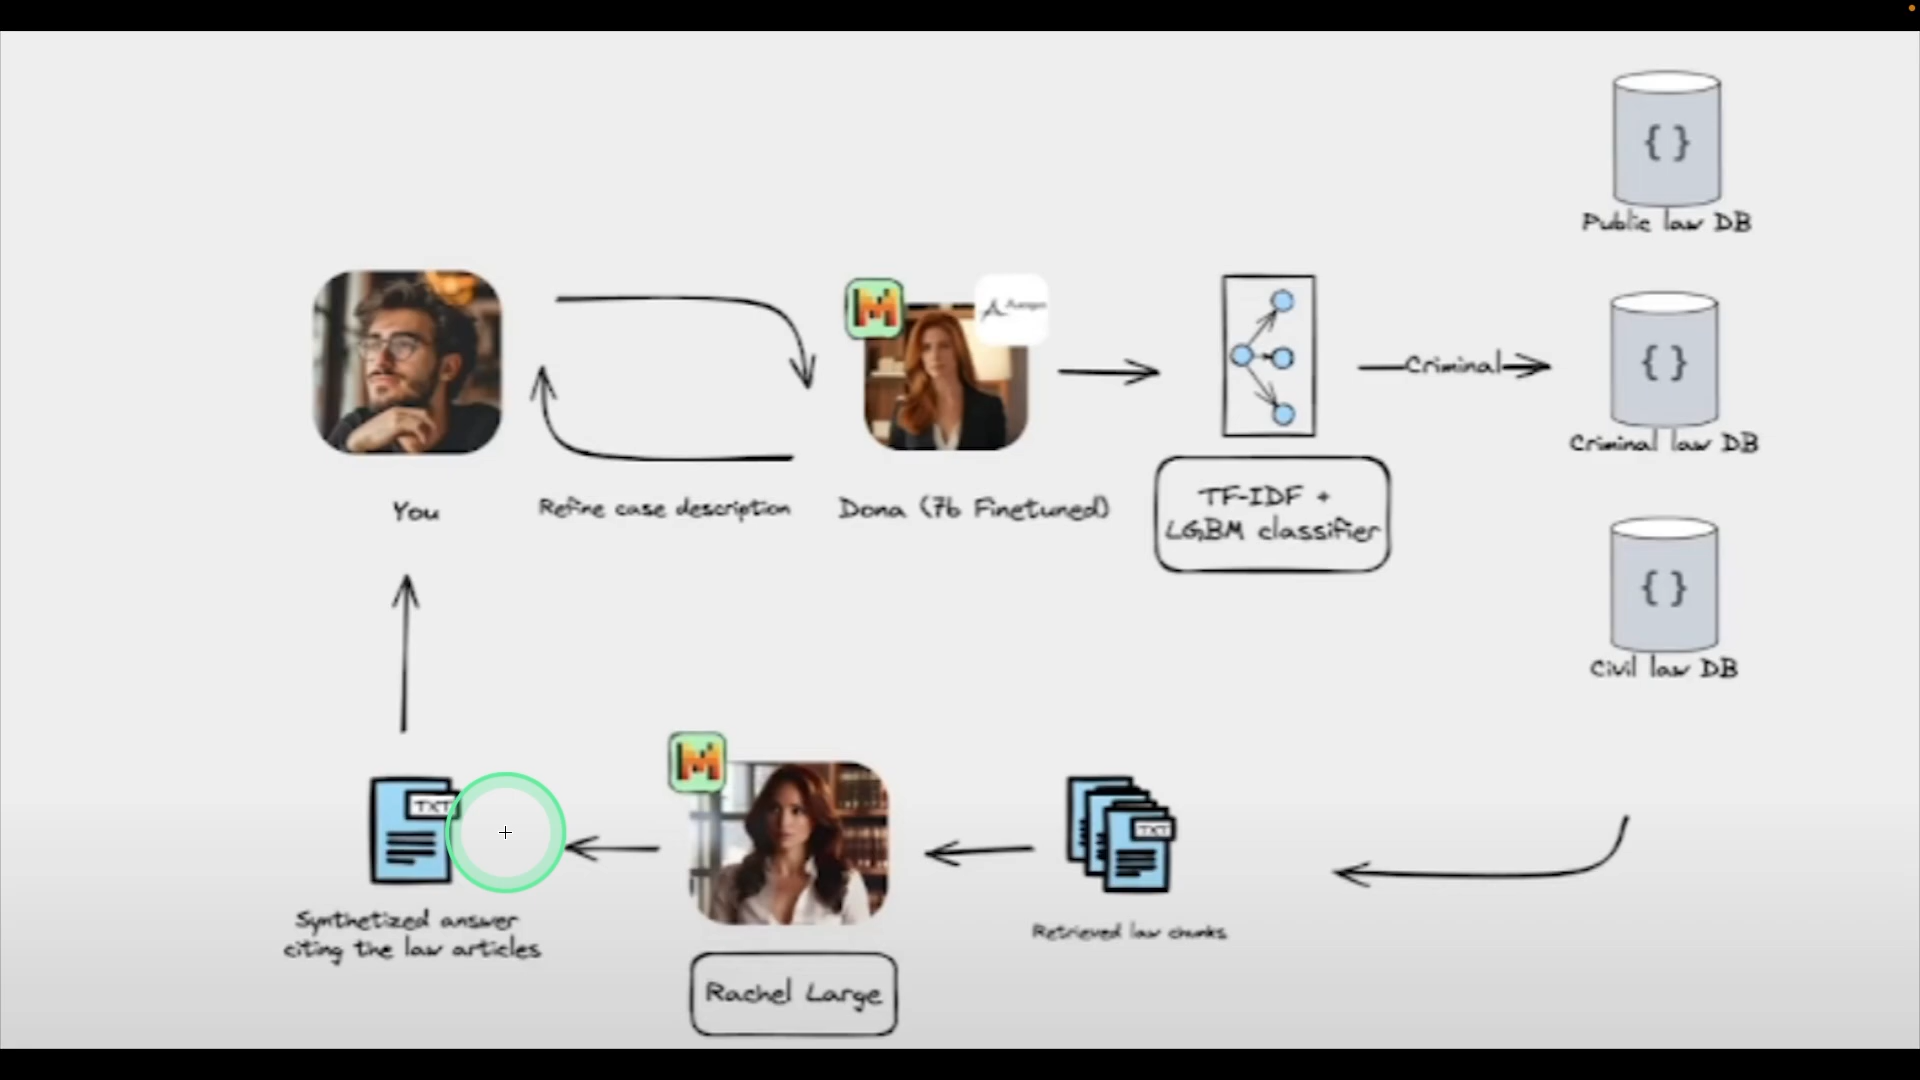 Public law DB
Criminal
Criminal law DB
You
Refine case description
Dona (7b Finetuned)
TF-IDF +
LGBM classifier
Civil law DB
TXT
TXT
Synthetized answer
citing the law articles
Rachel Large
Retrieved law chunks